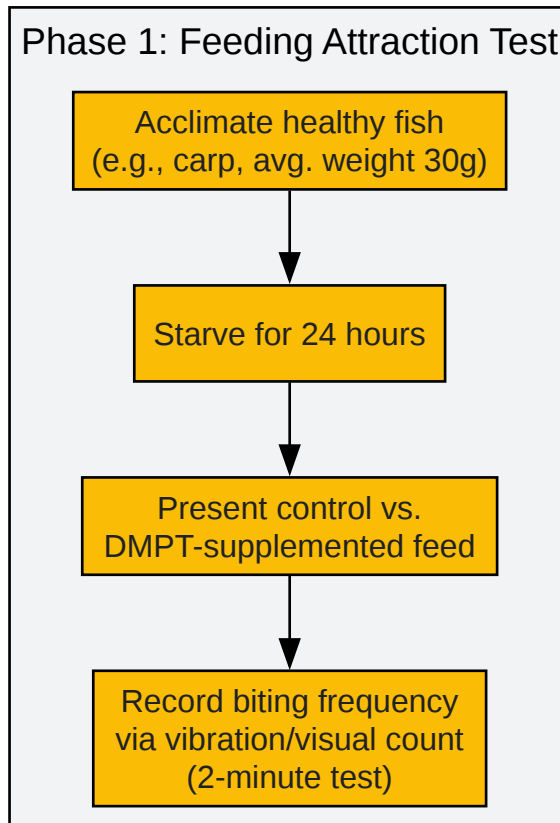 Phase 1: Feeding Attraction Test
Acclimate healthy fish
(e.g., carp, avg. weight 30g)
Starve for 24 hours
Present control vs.
DMPT-supplemented feed
Record biting frequency
via vibration/visual count
(2-minute test)